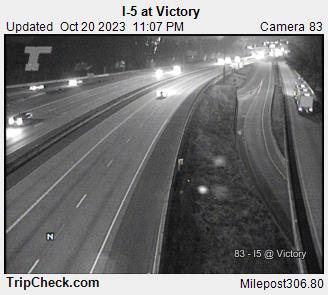 I-5 at Victory
Updated Oct 20 2023 11:07 PM Camera 83
T
N
83 - I5 @ Victory
TripCheck.com Milepost306.80